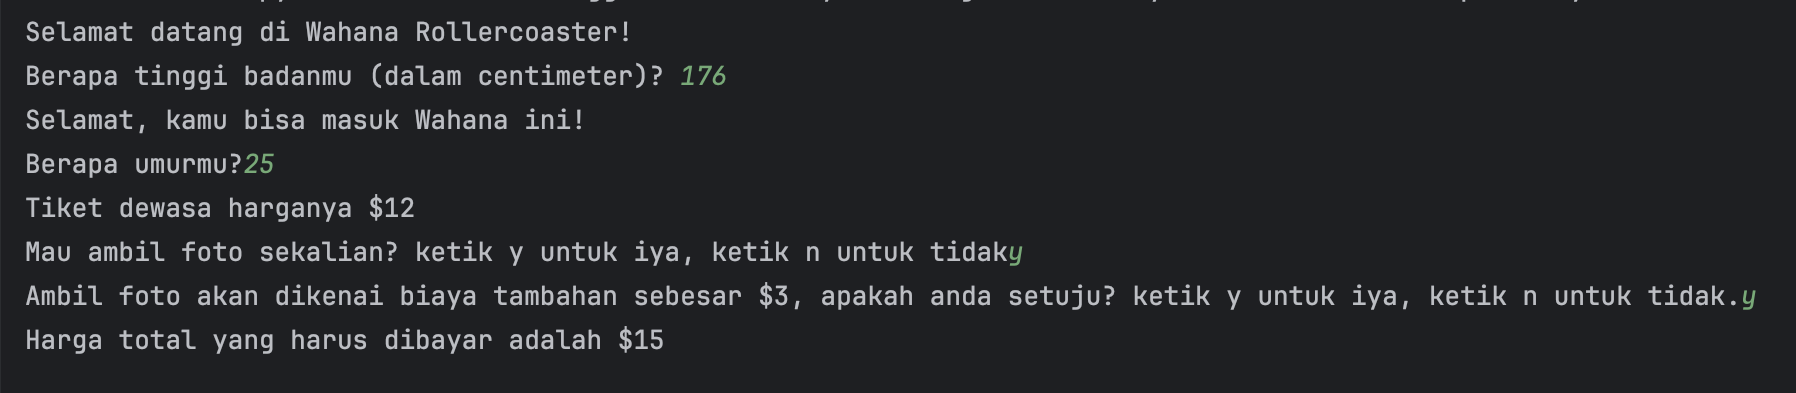 Selamat datang di Wahana Rollercoaster!
Berapa tinggi badanmu (dalam centimeter)? 176
Selamat, kamu bisa masuk Wahana ini!
Berapa umurmu?25
Tiket dewasa harganya $12
Mau ambil foto sekalian? ketik y untuk iya, ketik n untuk tidaky
Ambil foto akan dikenai biaya tambahan sebesar $3, apakah anda setuju? ketik y untuk iya, ketik n untuk tidak.y
Harga total yang harus dibayar adalah $15